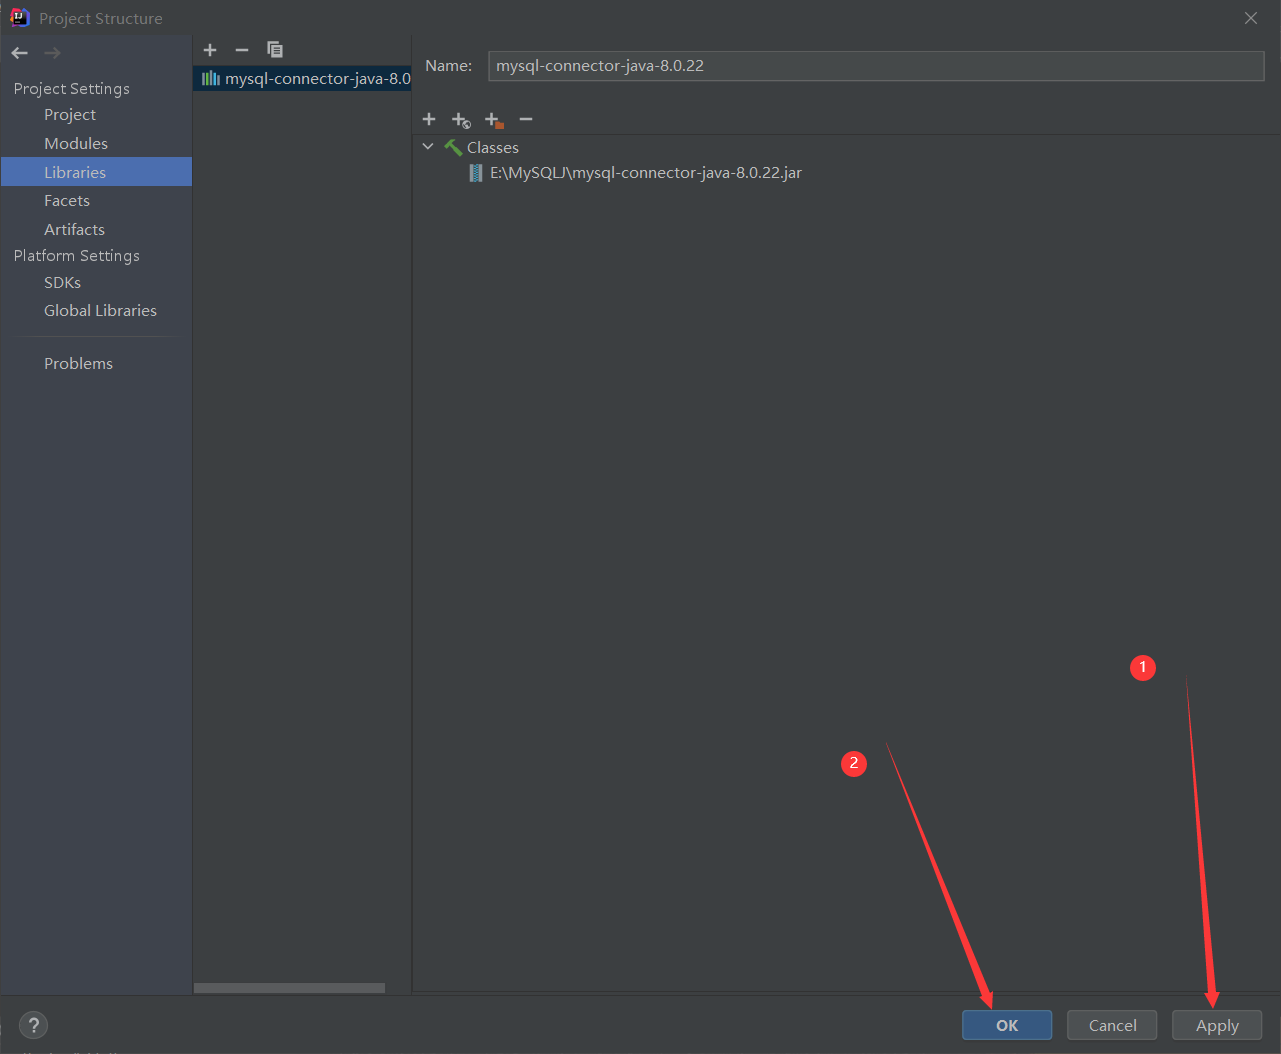 Project Structure
Project Settings
Project
Modules
Libraries
Facets
Artifacts
Platform Settings
SDKs
Global Libraries
Problems
mysql-connector-java-8.0
Name: mysql-connector-java-8.0.22
Classes
E:\MySQLJ\mysql-connector-java-8.0.22.jar
1
2
?
OK
Cancel
Apply